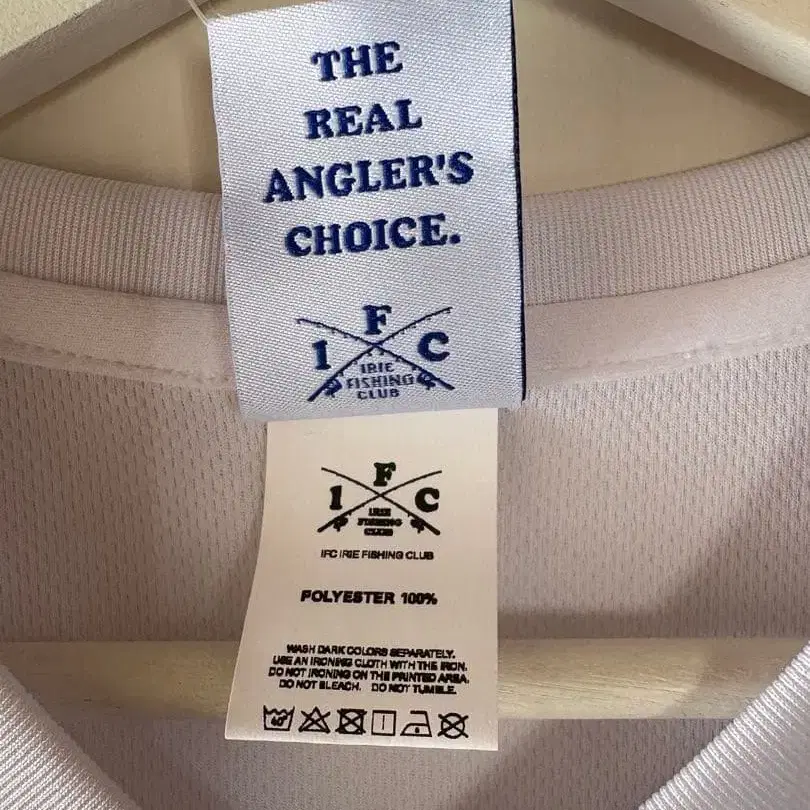 THE
REAL
ANGLER'S
CHOICE.
F
I C
IRIE
FISHING
CLUB
F
I C
IRIE
FISHING
CLUB
IFC IRIE FISHING CLUB
POLYESTER 100%
WASH DARK COLORS SEPARATELY.
USE AN IRONING CLOTH WITH THE IRON.
DO NOT IRONING ON THE PRINTED AREA.
DO NOT BLEACH. DO NOT TUMBLE.
40